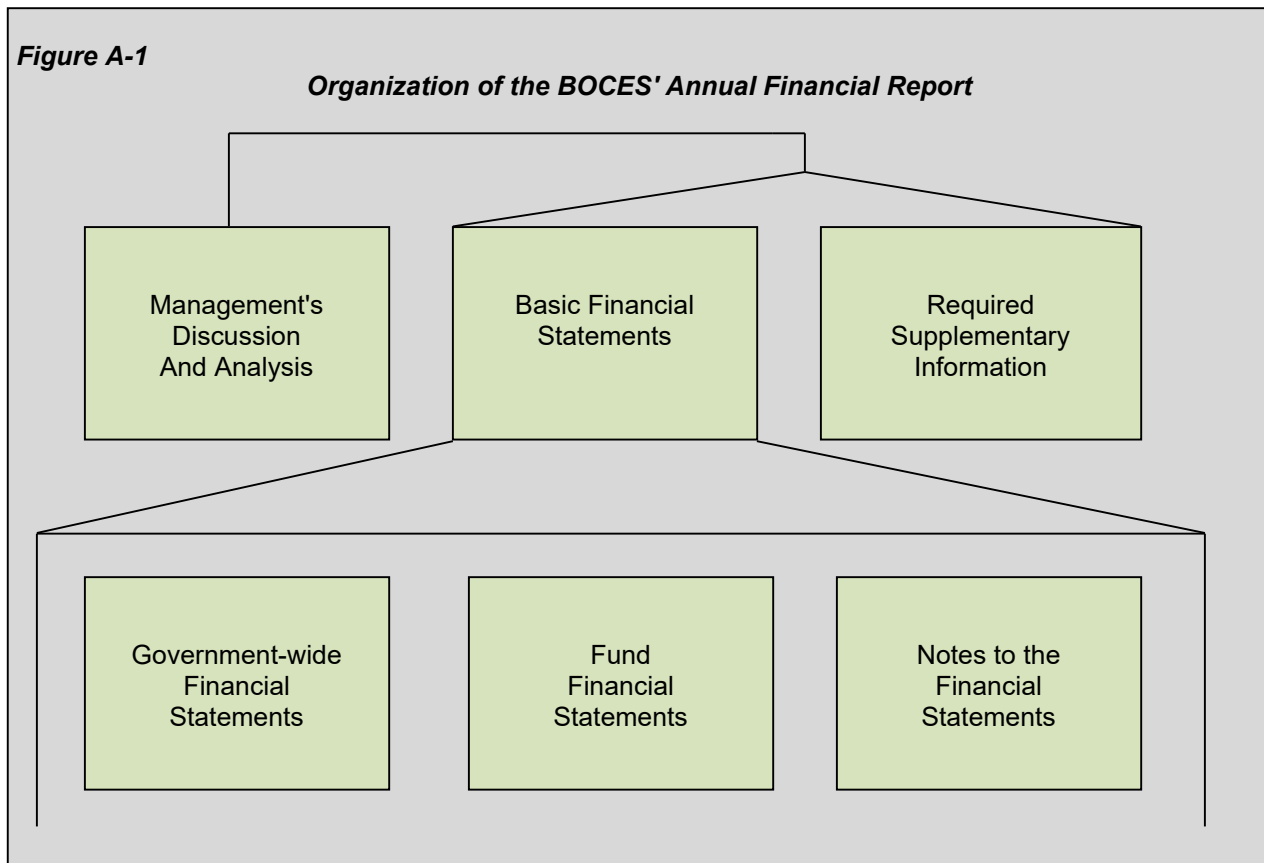 Figure A-1
Organization of the BOCES' Annual Financial Report
Management's
Discussion
And Analysis
Basic Financial
Statements
Required
Supplementary
Information
Government-wide
Financial
Statements
Fund
Financial
Statements
Notes to the
Financial
Statements